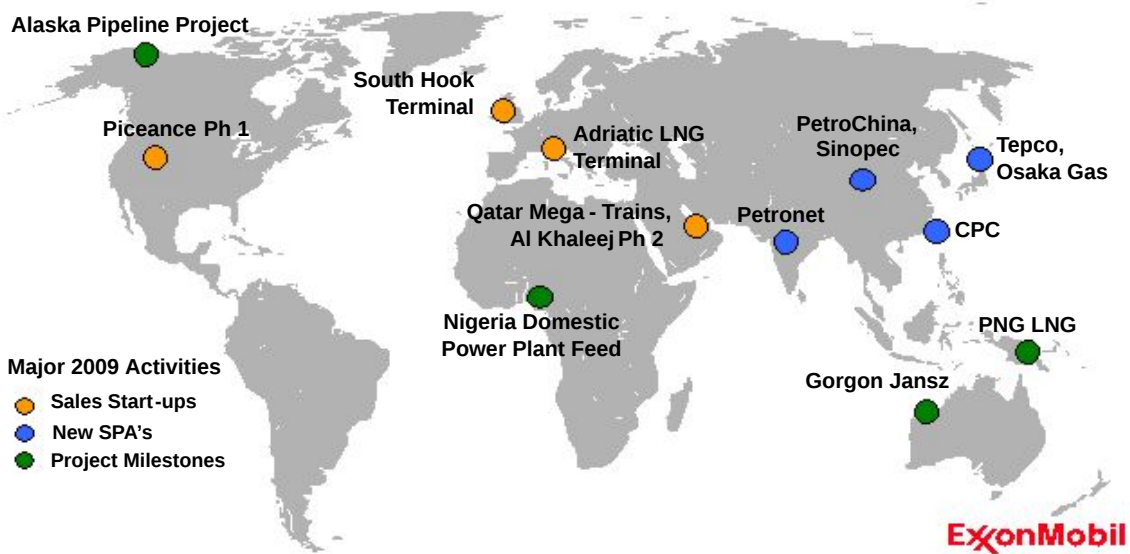 Alaska Pipeline Project
South Hook
Terminal
Piceance Ph 1
Adriatic LNG
Terminal
PetroChina,
Sinopec
Tepco,
Osaka Gas
Qatar Mega - Trains,
Al Khaleej Ph 2
Petronet
CPC
Nigeria Domestic
Power Plant Feed
PNG LNG
Gorgon Jansz
Major 2009 Activities
Sales Start-ups
New SPA's
Project Milestones
ExxonMobil